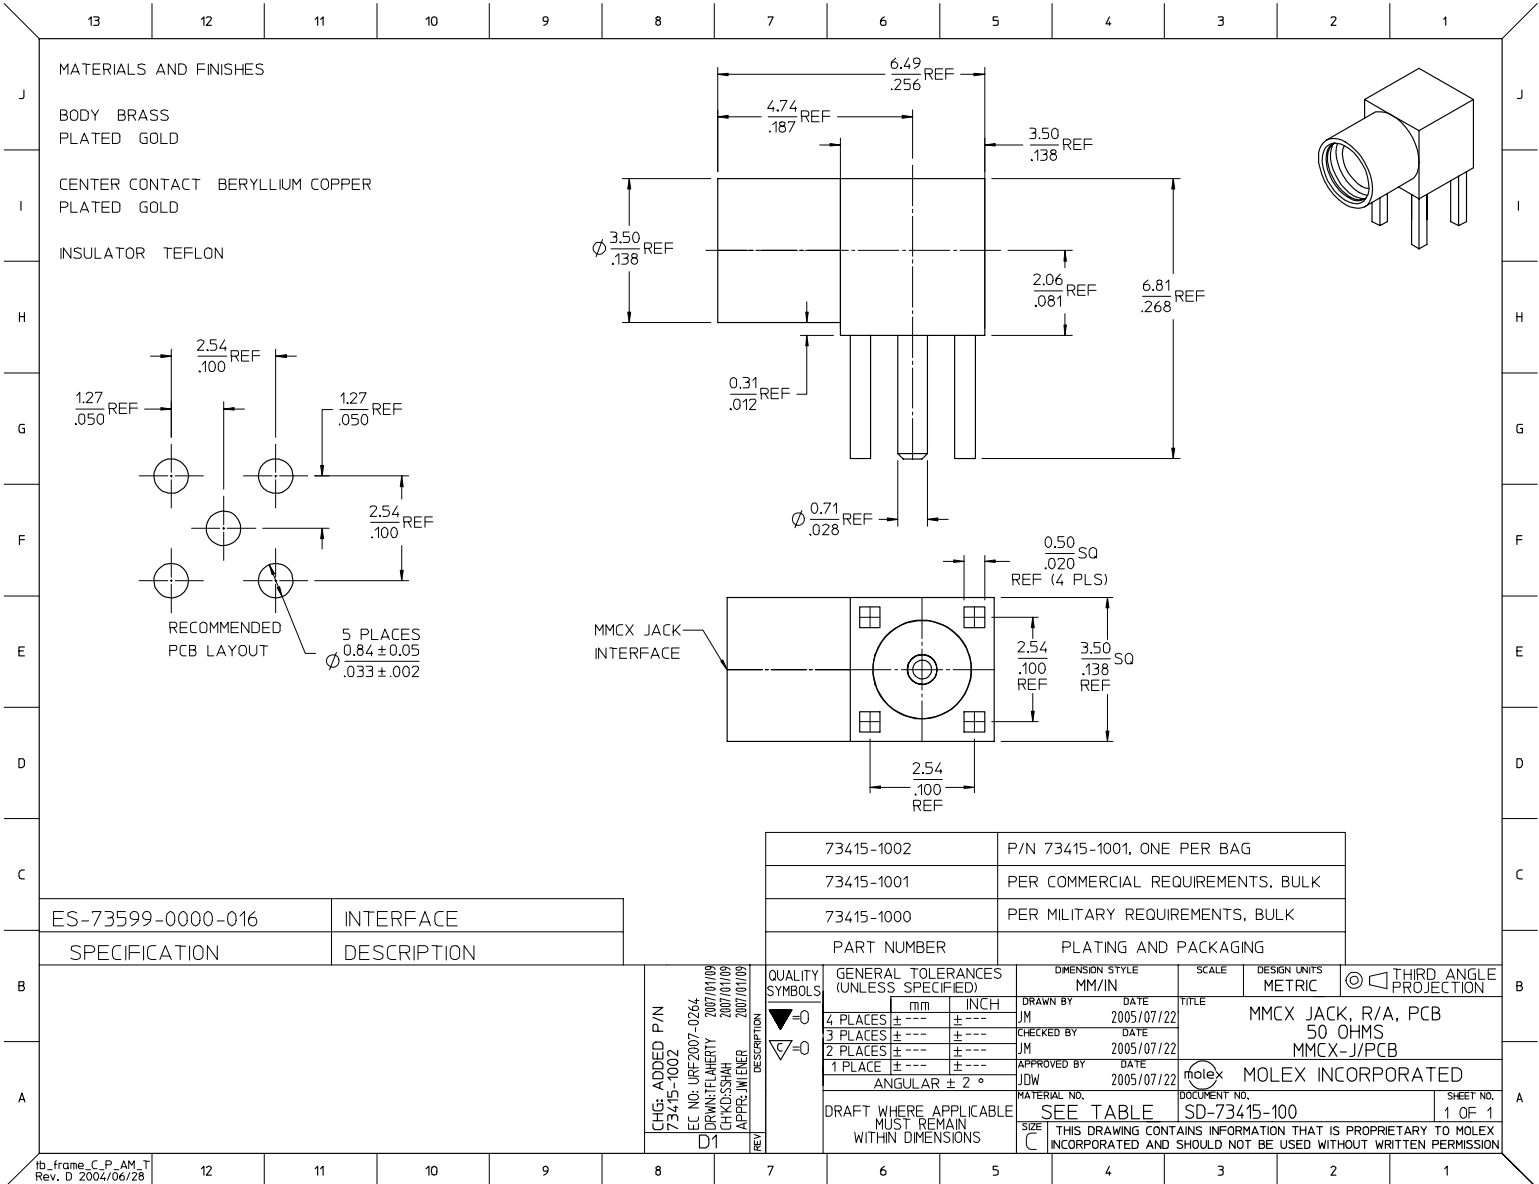 13 12 11 10 9 8 7 6 5 4 3 2 1
J
I
H
G
F
E
D
C
B
A
J
I
H
G
F
E
D
C
B
A
MATERIALS AND FINISHES
BODY BRASS
PLATED GOLD
CENTER CONTACT BERYLLIUM COPPER
PLATED GOLD
INSULATOR TEFLON
6.49
.256 REF
4.74
.187 REF
3.50
.138 REF
Ø 3.50
.138 REF
2.06
.081 REF
6.81
.268 REF
0.31
.012 REF
Ø 0.71
.028 REF
2.54
.100 REF
1.27
.050 REF
1.27
.050 REF
2.54
.100 REF
RECOMMENDED
PCB LAYOUT
5 PLACES
Ø 0.84 ± 0.05
.033 ± .002
0.50
.020 SQ
REF (4 PLS)
MMCX JACK
INTERFACE
2.54
.100
REF
3.50
.138 SQ
REF
2.54
.100
REF
73415-1002 P/N 73415-1001, ONE PER BAG
73415-1001 PER COMMERCIAL REQUIREMENTS, BULK
73415-1000 PER MILITARY REQUIREMENTS, BULK
PART NUMBER PLATING AND PACKAGING
ES-73599-0000-016 INTERFACE
SPECIFICATION DESCRIPTION
CHG: ADDED P/N
73415-1002
EC NO: URF2007-0264
DRWN:TFLAHERTY 2007/01/09
CH'KD:SSHAH 2007/01/09
APPR:JWIENER 2007/01/09
DESCRIPTION
D1
REV
QUALITY
SYMBOLS
=0
C =0
GENERAL TOLERANCES
(UNLESS SPECIFIED)
mm INCH
4 PLACES ± --- ± ---
3 PLACES ± --- ± ---
2 PLACES ± --- ± ---
1 PLACE ± --- ± ---
ANGULAR ± 2 °
DRAFT WHERE APPLICABLE
MUST REMAIN
WITHIN DIMENSIONS
DIMENSION STYLE
MM/IN
SCALE
DESIGN UNITS
METRIC
THIRD ANGLE
PROJECTION
DRAWN BY DATE
JM 2005/07/22
CHECKED BY DATE
JM 2005/07/22
APPROVED BY DATE
JDW 2005/07/22
TITLE
MMCX JACK, R/A, PCB
50 OHMS
MMCX-J/PCB
molex MOLEX INCORPORATED
MATERIAL NO.
SEE TABLE
DOCUMENT NO.
SD-73415-100
SHEET NO.
1 OF 1
SIZE
C
THIS DRAWING CONTAINS INFORMATION THAT IS PROPRIETARY TO MOLEX
INCORPORATED AND SHOULD NOT BE USED WITHOUT WRITTEN PERMISSION
tb_frame_C_P_AM_T
Rev. D 2004/06/28
12 11 10 9 8 7 6 5 4 3 2 1